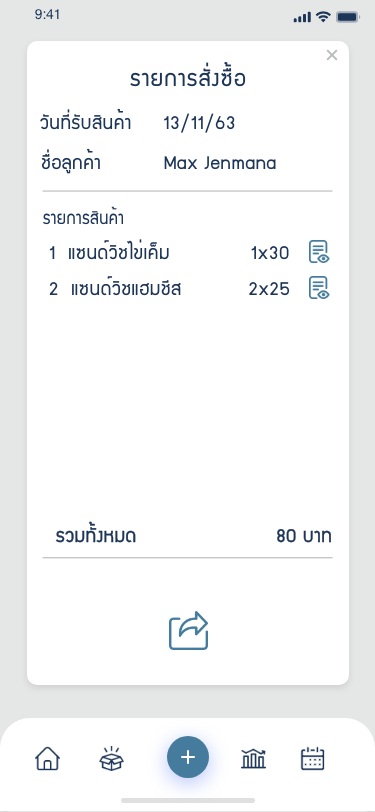 9:41
รายการสั่งซื้อ
วันที่รับสินค้า 13/11/63
ชื่อลูกค้า Max Jenmana
รายการสินค้า
1 แซนด์วิชไข่เค็ม 1x30
2 แซนด์วิชแฮมชีส 2x25
รวมทั้งหมด 80 บาท